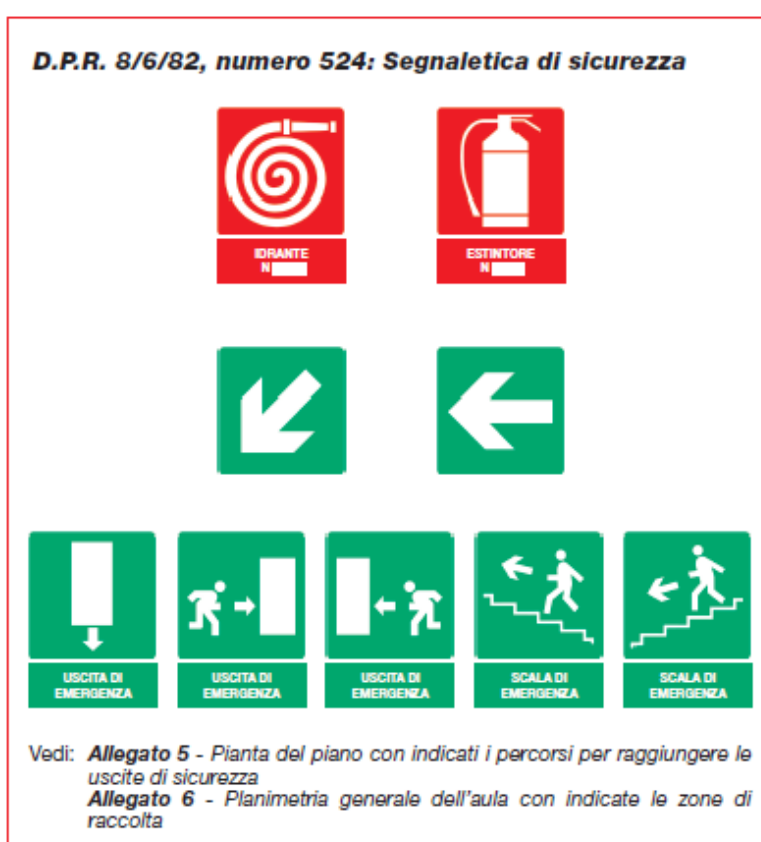 D.P.R. 8/6/82, numero 524: Segnaletica di sicurezza
IDRANTE
N
ESTINTORE
N
USCITA DI
EMERGENZA
USCITA DI
EMERGENZA
USCITA DI
EMERGENZA
SCALA DI
EMERGENZA
SCALA DI
EMERGENZA
Vedi: Allegato 5 - Pianta del piano con indicati i percorsi per raggiungere le
uscite di sicurezza
Allegato 6 - Planimetria generale dell'aula con indicate le zone di
raccolta